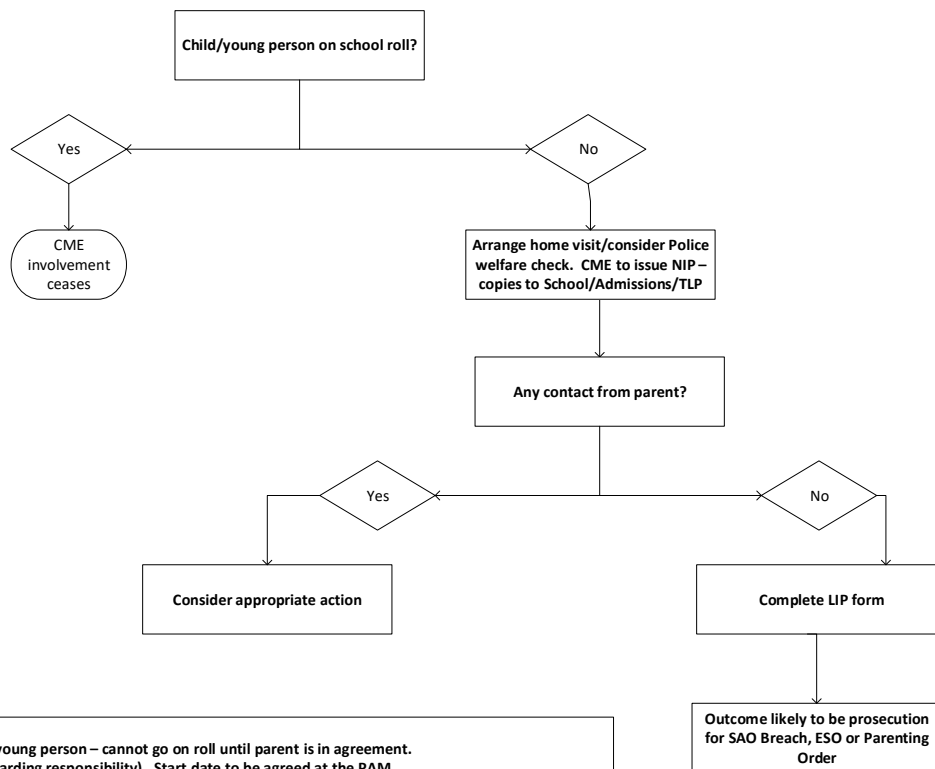 Child/young person on school roll?
Yes
No
CME
involvement
ceases
Arrange home visit/consider Police
welfare check.  CME to issue NIP –
copies to School/Admissions/TLP
Any contact from parent?
Yes
No
Consider appropriate action
Complete LIP form
Outcome likely to be prosecution
for SAO Breach, ESO or Parenting
Order
young person – cannot go on roll until parent is in agreement.
responsibility).  Start date to be agreed at the